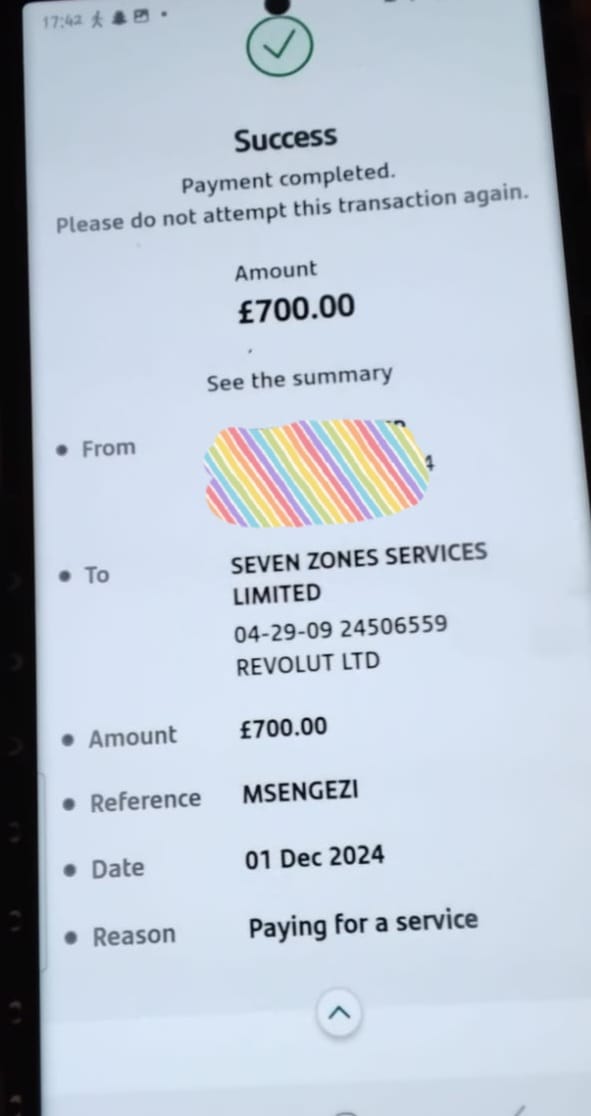 17:42
Success
Payment completed.
Please do not attempt this transaction again.
Amount
£700.00
See the summary
From
4
To
SEVEN ZONES SERVICES
LIMITED
04-29-09 24506559
REVOLUT LTD
Amount £700.00
Reference MSENGEZI
Date 01 Dec 2024
Reason Paying for a service